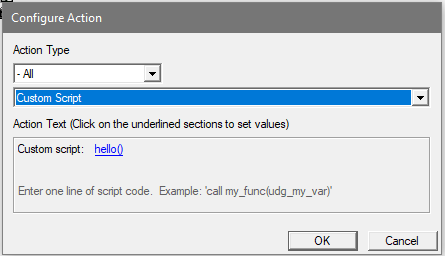 Configure Action
Action Type
- All
Custom Script
Action Text (Click on the underlined sections to set values)
Custom script: hello()
Enter one line of script code. Example: 'call my_func(udg_my_var)'
OK Cancel